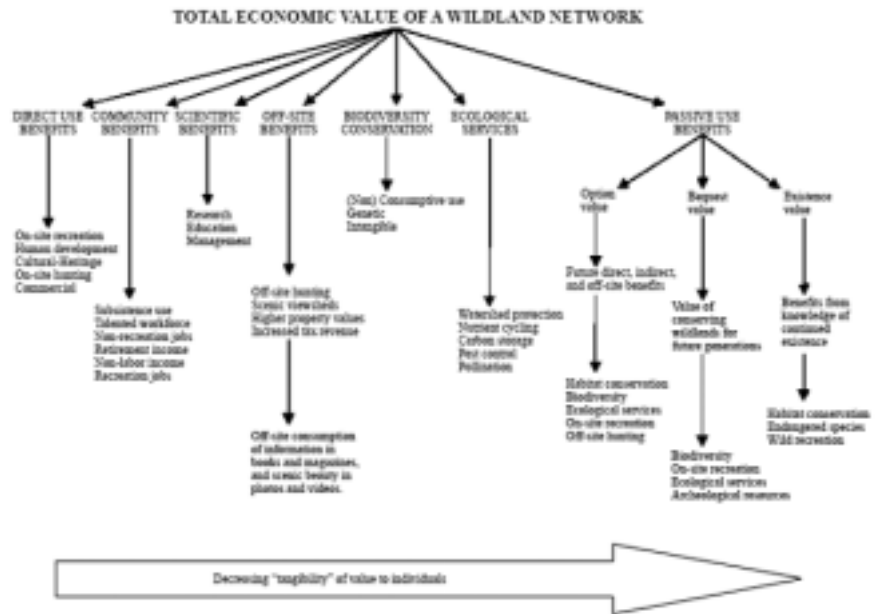 TOTAL ECONOMIC VALUE OF A WILDLAND NETWORK
DIRECT USE
BENEFITS
COMMUNITY
BENEFITS
SCIENTIFIC
BENEFITS
OFF-SITE
BENEFITS
BIODIVERSITY
CONSERVATION
ECOLOGICAL
SERVICES
PASSIVE USE
BENEFITS
On-site recreation
Human development
Cultural-Heritage
On-site hunting
Commercial
Subsistence use
Talented workforce
Non-recreation jobs
Retirement income
Non-labor income
Recreation jobs
Research
Education
Management
Off-site hunting
Scenic viewsheds
Higher property values
Increased tax revenue
Off-site consumption
of information in
books and magazines,
and scenic beauty in
photos and videos.
(Non) Consumptive use
Genetic
Intangible
Watershed protection
Nutrient cycling
Carbon storage
Pest control
Pollination
Option
value
Future direct, indirect,
and off-site benefits
Habitat conservation
Biodiversity
Ecological services
On-site recreation
Off-site hunting
Bequest
value
Value of
conserving
wildlands for
future generations
Biodiversity
On-site recreation
Ecological services
Archeological resources
Existence
value
Benefits from
knowledge of
continued
existence
Habitat conservation
Endangered species
Wild recreation
Decreasing "tangibility" of value to individuals